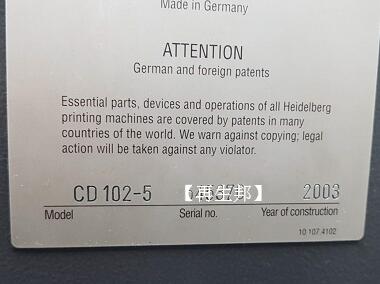 Made in Germany
ATTENTION
German and foreign patents
Essential parts, devices and operations of all Heidelberg
printing machines are covered by patents in many
countries of the world. We warn against copying; legal
action will be taken against any violator.
CD 102-5 【再生邦】 2003
Model Serial no. Year of construction
10 107.4102